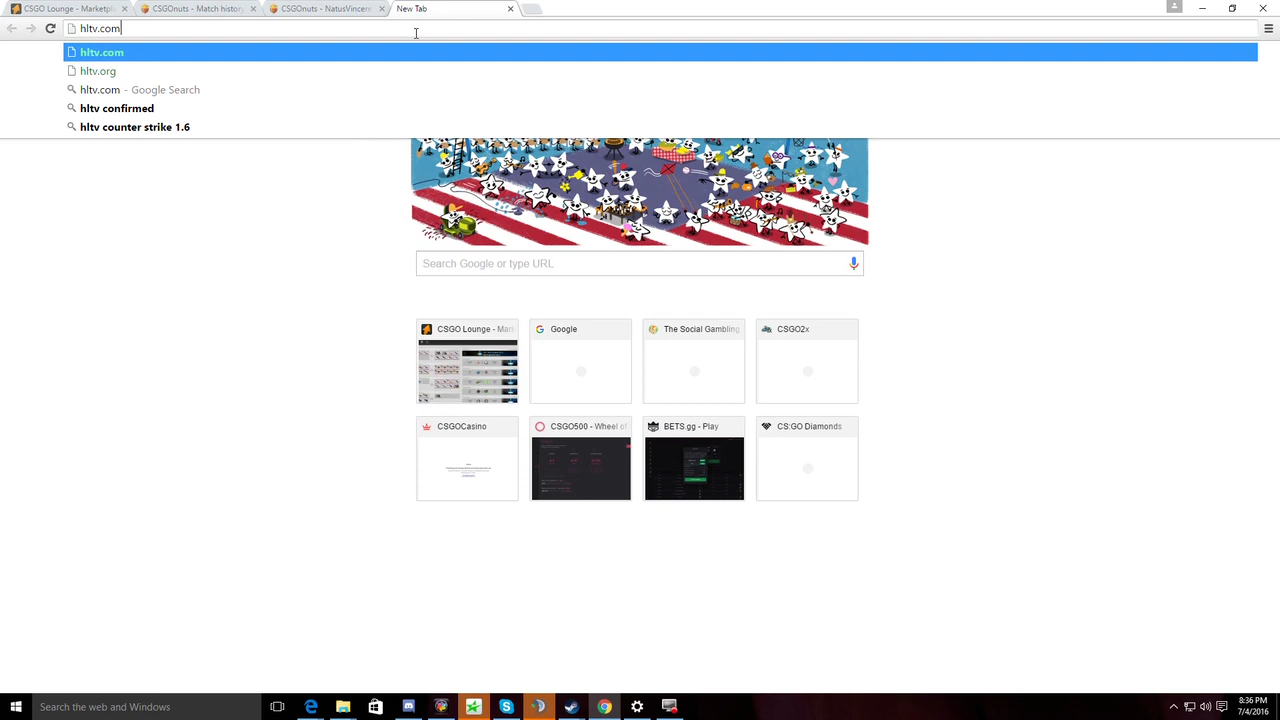 CSGO Lounge - Marketpl
CSGOnuts - Match history
CSGOnuts - NatusVincere
New Tab
hltv.com
hltv.com
hltv.org
hltv.com - Google Search
hltv confirmed
hltv counter strike 1.6
Search Google or type URL
CSGO Lounge - Mar
Google
The Social Gambling
CSGO2x
CSGOCasino
CSGO500 - Wheel of
BETS.gg - Play
CS:GO Diamonds
Search the web and Windows
8:36 PM
7/4/2016